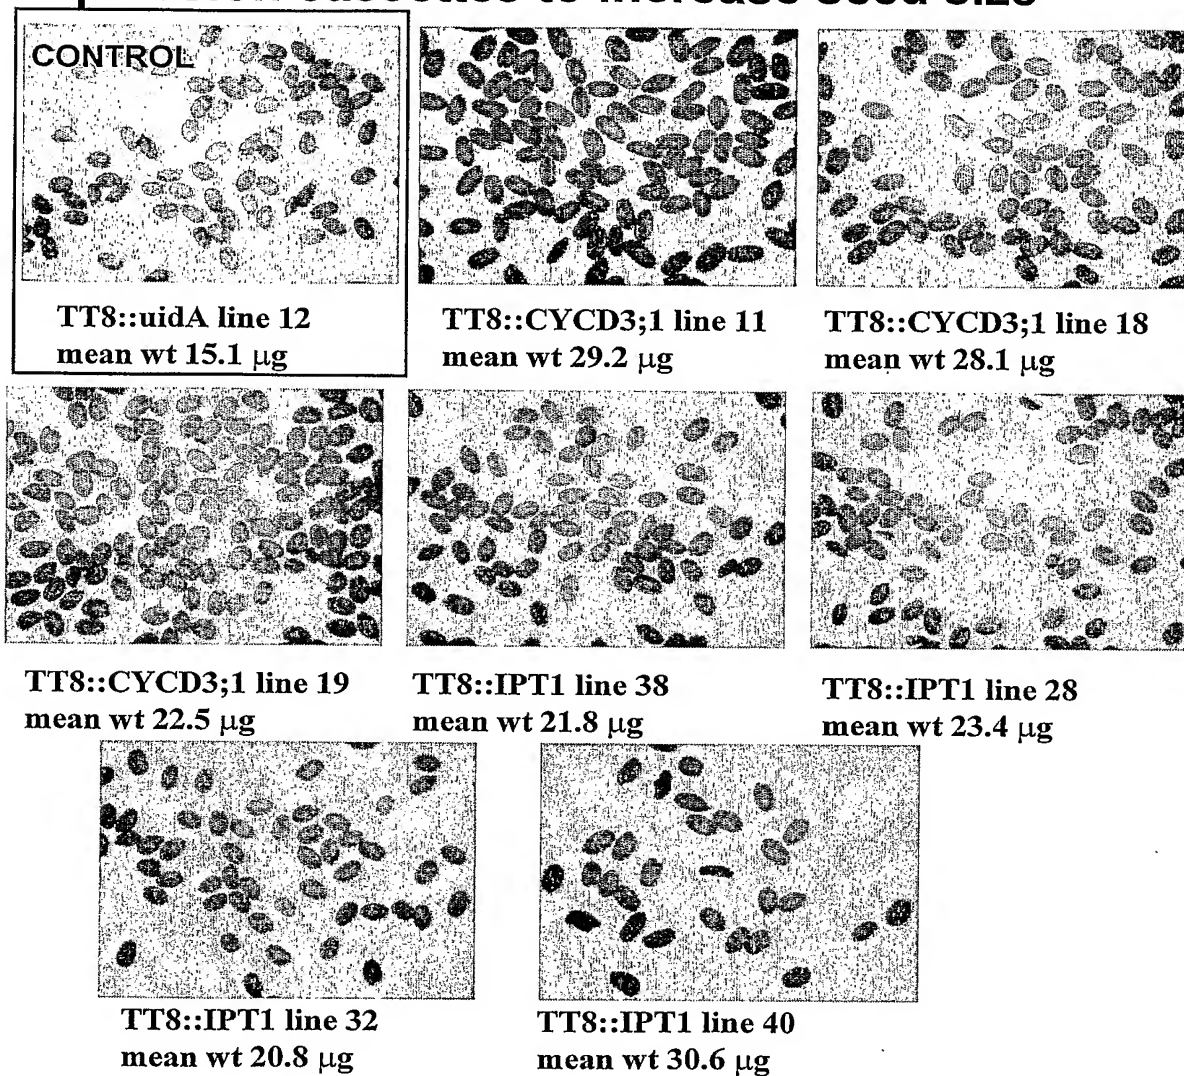 to increase seed size
CONTROL
TT8::uidA line 12
mean wt 15.1 µg
TT8::CYCD3;1 line 11
mean wt 29.2 µg
TT8::CYCD3;1 line 18
mean wt 28.1 µg
TT8::CYCD3;1 line 19
mean wt 22.5 µg
TT8::IPT1 line 38
mean wt 21.8 µg
TT8::IPT1 line 28
mean wt 23.4 µg
TT8::IPT1 line 32
mean wt 20.8 µg
TT8::IPT1 line 40
mean wt 30.6 µg